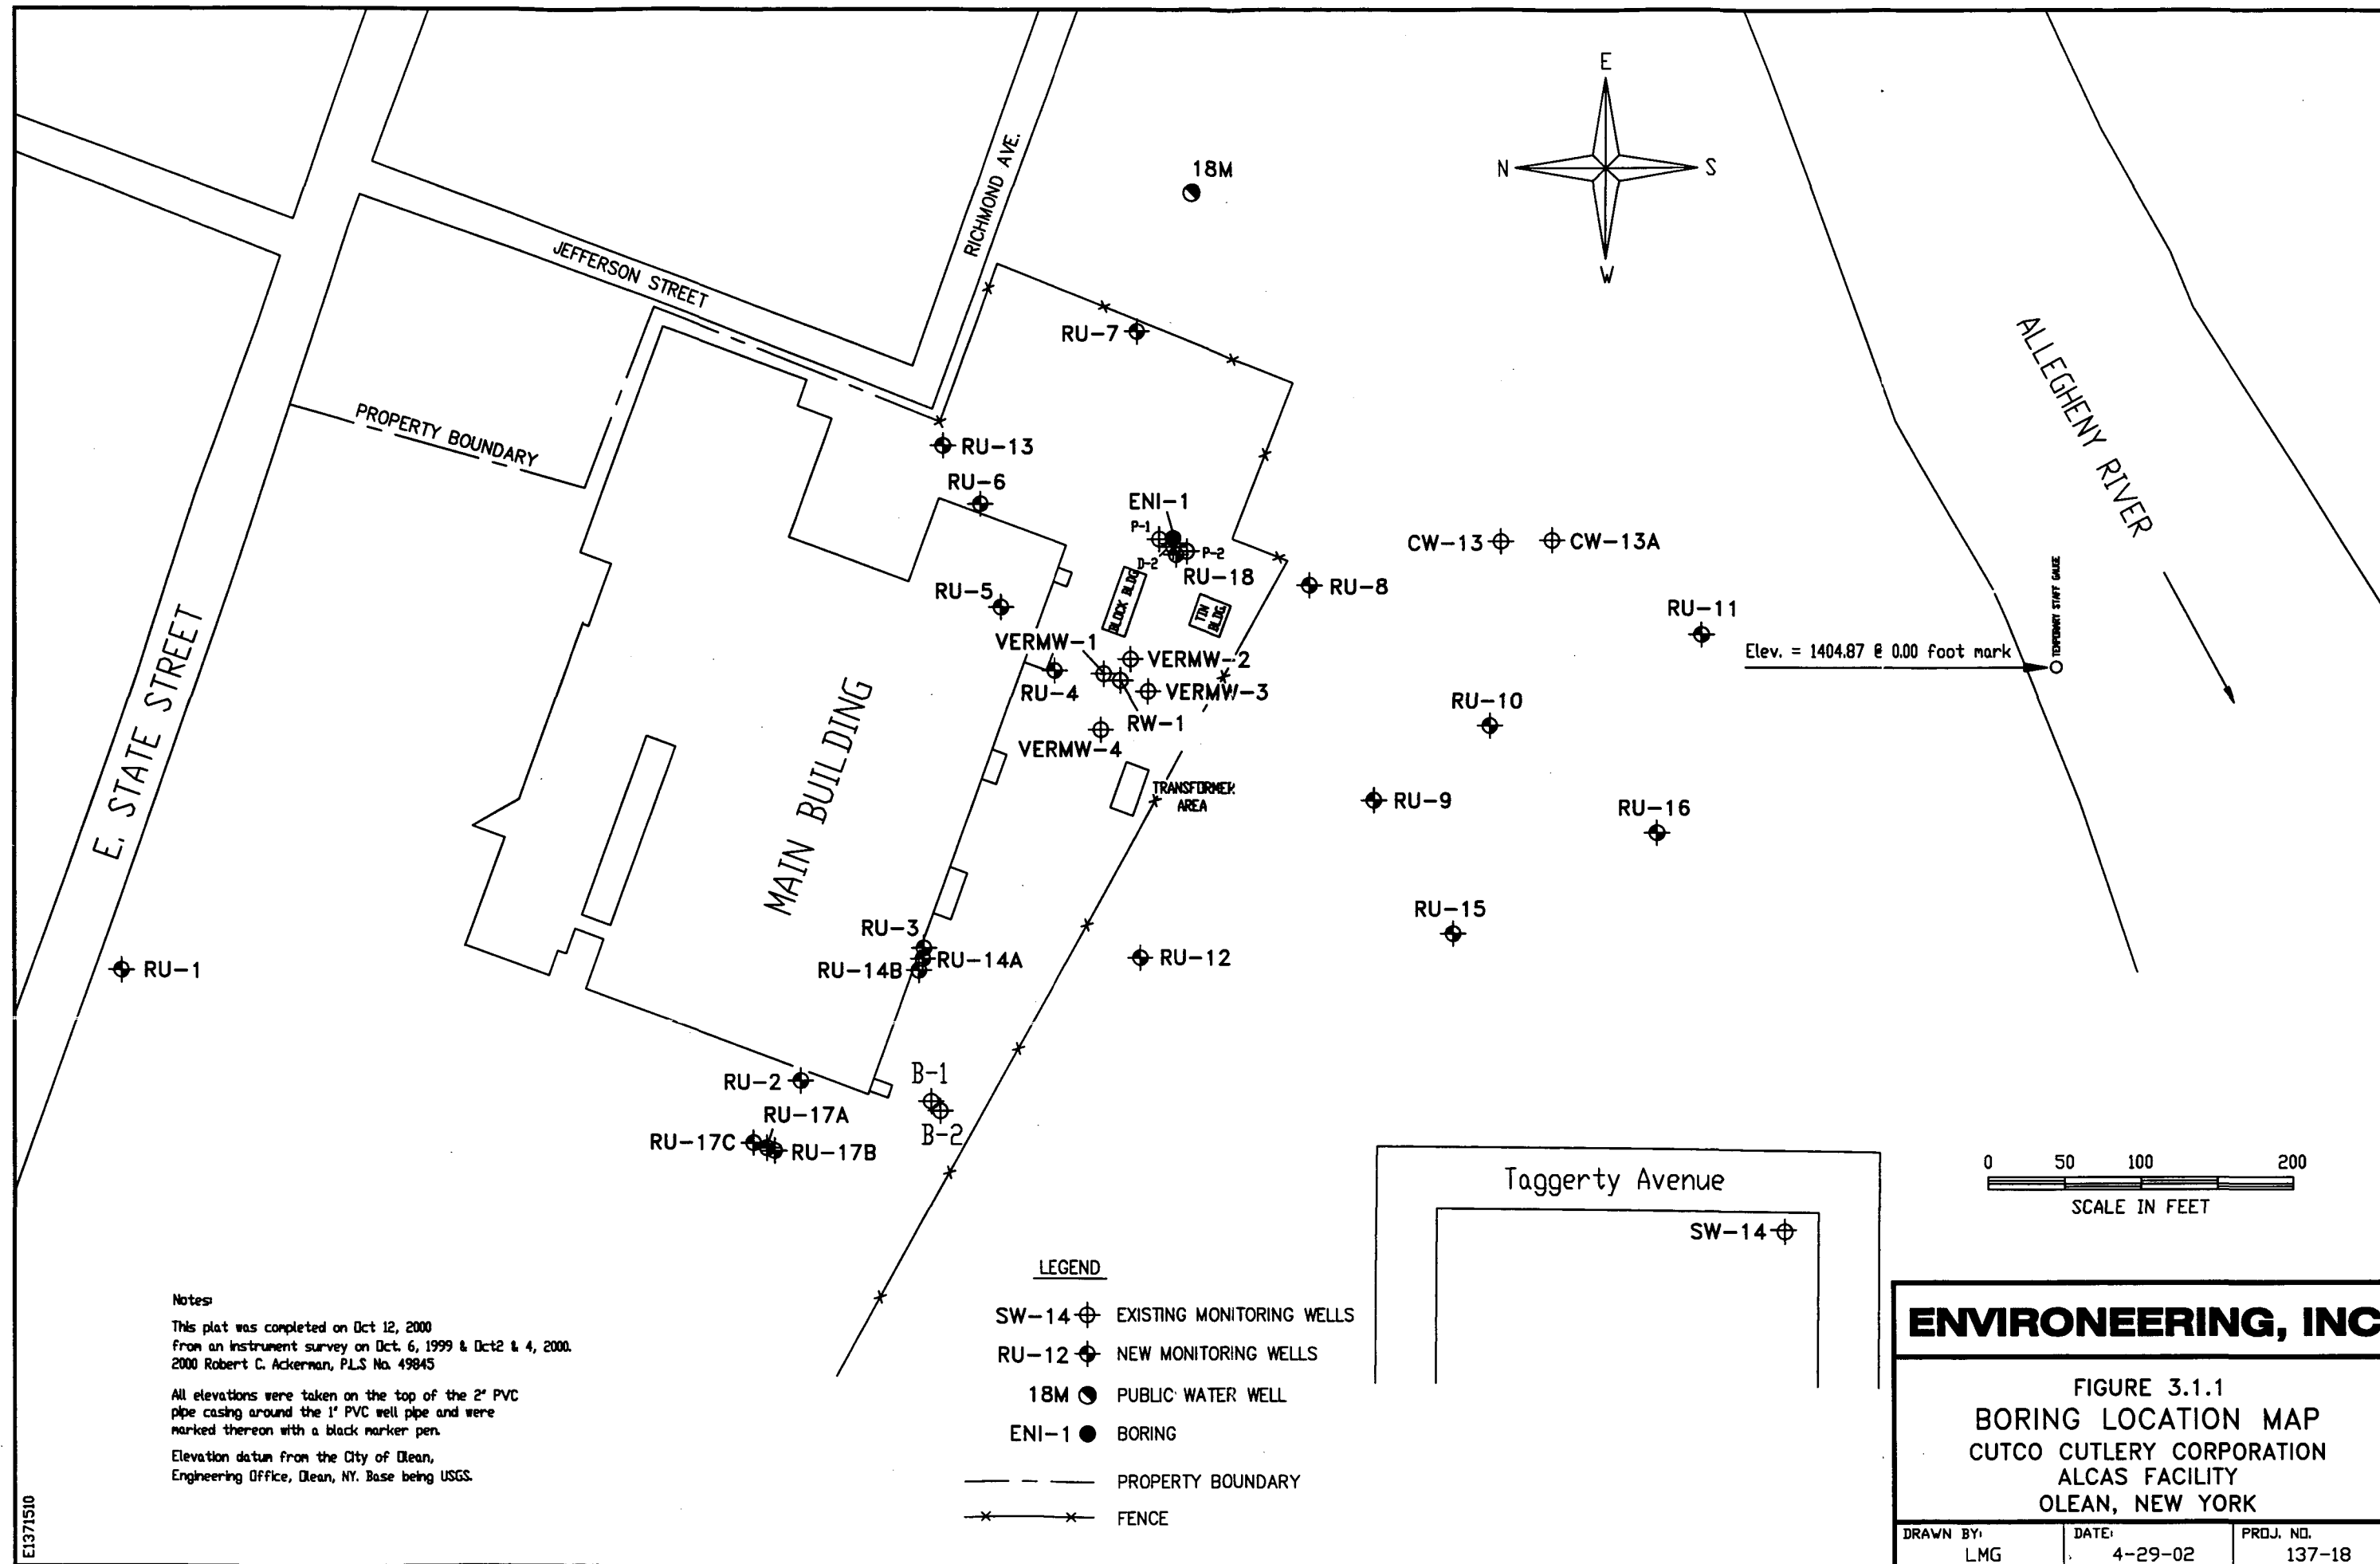 E
N
S
W
18M
JEFFERSON STREET
RICHMOND AVE.
RU-7
ALLEGHENY RIVER
PROPERTY BOUNDARY
RU-13
RU-6
ENI-1
P-1
P-2
D-2
RU-18
BLOCK BLDG
TIN
BLDG.
CW-13
CW-13A
RU-8
RU-5
RU-11
TEMPORARY STAFF GAUGE
Elev. = 1404.87 @ 0.00 foot mark
VERMW-1
VERMW-2
RU-4
VERMW-3
RW-1
VERMW-4
RU-10
E. STATE STREET
MAIN BUILDING
TRANSFORMER
AREA
RU-9
RU-16
RU-15
RU-3
RU-14A
RU-14B
RU-12
RU-1
RU-2
B-1
RU-17A
B-2
RU-17C
RU-17B
Taggerty Avenue
SW-14
0 50 100 200
SCALE IN FEET
Notes:
This plat was completed on Oct 12, 2000
from an instrument survey on Oct. 6, 1999 & Oct2 & 4, 2000.
2000 Robert C. Ackerman, P.L.S No. 49845
All elevations were taken on the top of the 2" PVC
pipe casing around the 1" PVC well pipe and were
marked thereon with a black marker pen.
Elevation datum from the City of Olean,
Engineering Office, Olean, NY. Base being USGS.
E1371510
LEGEND
SW-14 EXISTING MONITORING WELLS
RU-12 NEW MONITORING WELLS
18M PUBLIC WATER WELL
ENI-1 BORING
PROPERTY BOUNDARY
FENCE
ENVIRONEERING, INC
FIGURE 3.1.1
BORING LOCATION MAP
CUTCO CUTLERY CORPORATION
ALCAS FACILITY
OLEAN, NEW YORK
DRAWN BY: DATE: PROJ. NO.
LMG 4-29-02 137-18